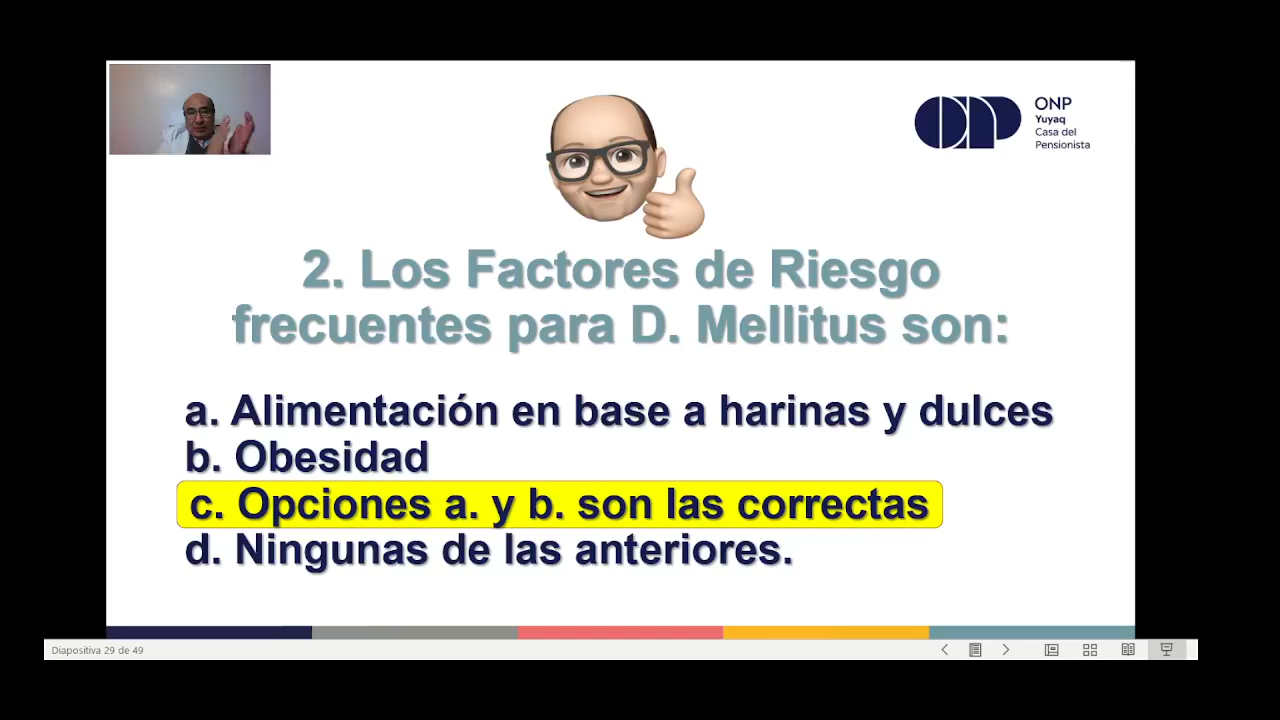 ONP
Yuyaq
Casa del
Pensionista
2. Los Factores de Riesgo
frecuentes para D. Mellitus son:
a. Alimentación en base a harinas y dulces
b. Obesidad
c. Opciones a. y b. son las correctas
d. Ningunas de las anteriores.
Diapositiva 29 de 49